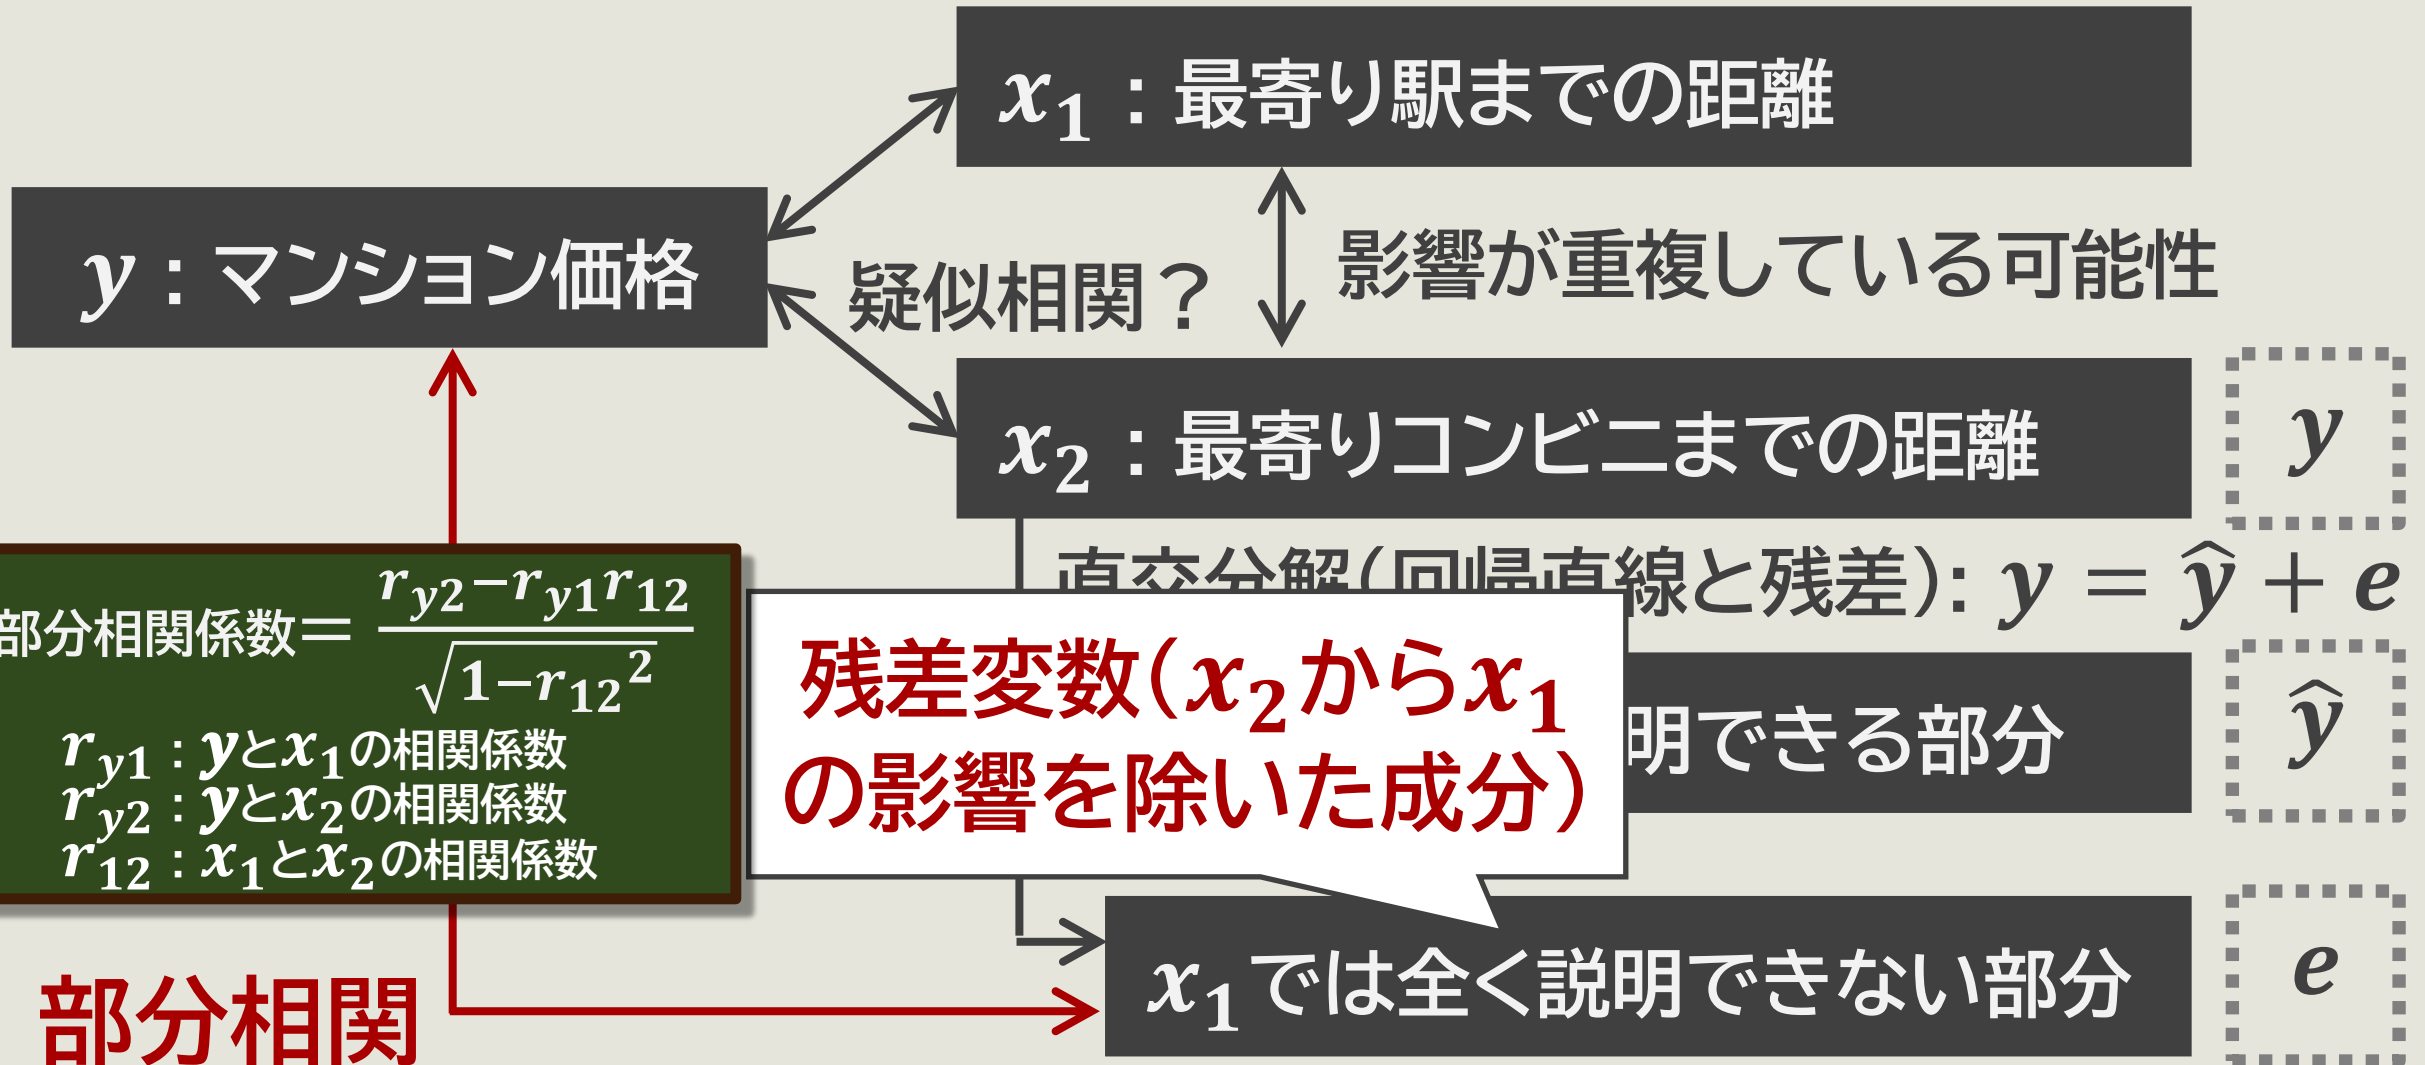 x₁：最寄り駅までの距離
y：マンション価格
疑似相関？
影響が重複している可能性
x₂：最寄りコンビニまでの距離
y
直交分解(回帰直線と残差)：y = ŷ + e
部分相関係数= (r_y2−r_y1 r_12) / √(1−r_12²)
r_y1：yとx₁の相関係数
r_y2：yとx₂の相関係数
r_12：x₁とx₂の相関係数
残差変数(x₂からx₁
の影響を除いた成分)
明できる部分
ŷ
x₁では全く説明できない部分
e
部分相関